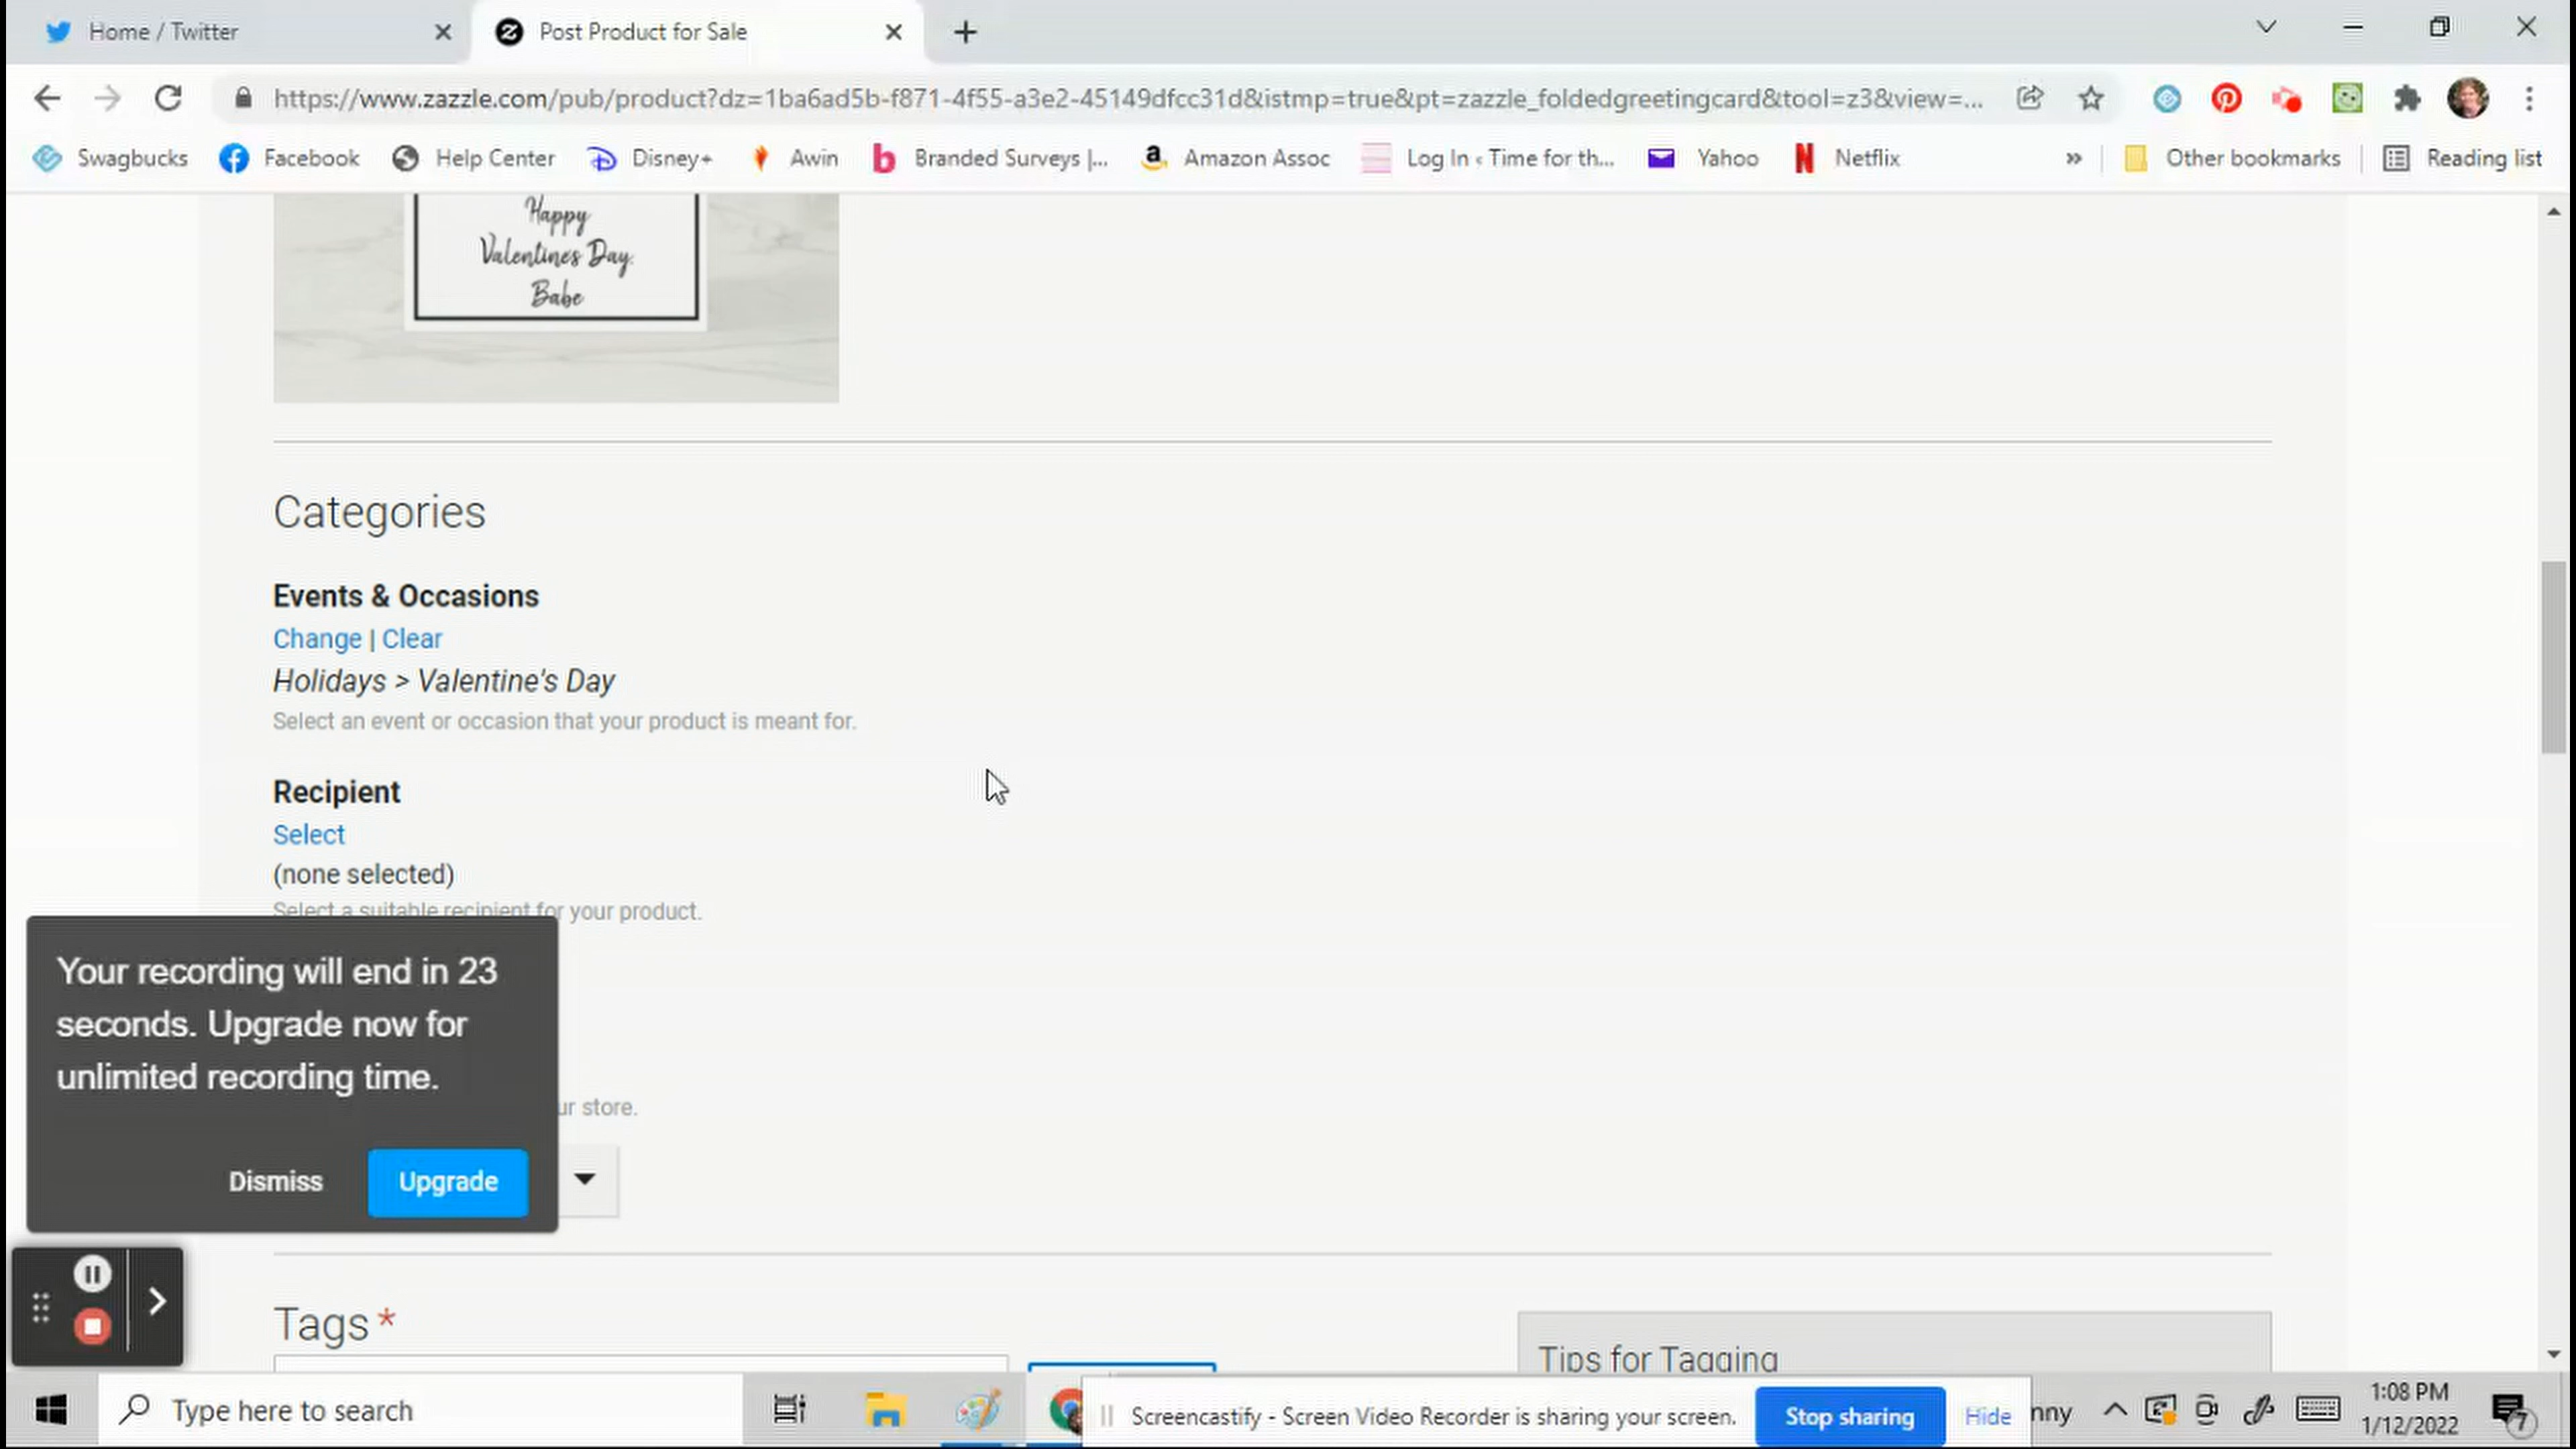 Home / Twitter
Post Product for Sale
https://www.zazzle.com/pub/product?dz=1ba6ad5b-f871-4f55-a3e2-45149dfcc31d&istmp=true&pt=zazzle_foldedgreetingcard&tool=z3&view=...
Swagbucks Facebook Help Center Disney+ Awin Branded Surveys |... Amazon Assoc Log In ‹ Time for th... Yahoo Netflix » Other bookmarks Reading list
Happy
Valentines Day,
Babe
Categories
Events & Occasions
Change | Clear
Holidays > Valentine's Day
Select an event or occasion that your product is meant for.
Recipient
Select
(none selected)
Select a suitable recipient for your product.
Your recording will end in 23
seconds. Upgrade now for
unlimited recording time.
ur store.
Dismiss Upgrade
Tags *
Tips for Tagging
Type here to search
Screencastify - Screen Video Recorder is sharing your screen.
Stop sharing
Hide
nny
1:08 PM
1/12/2022
7